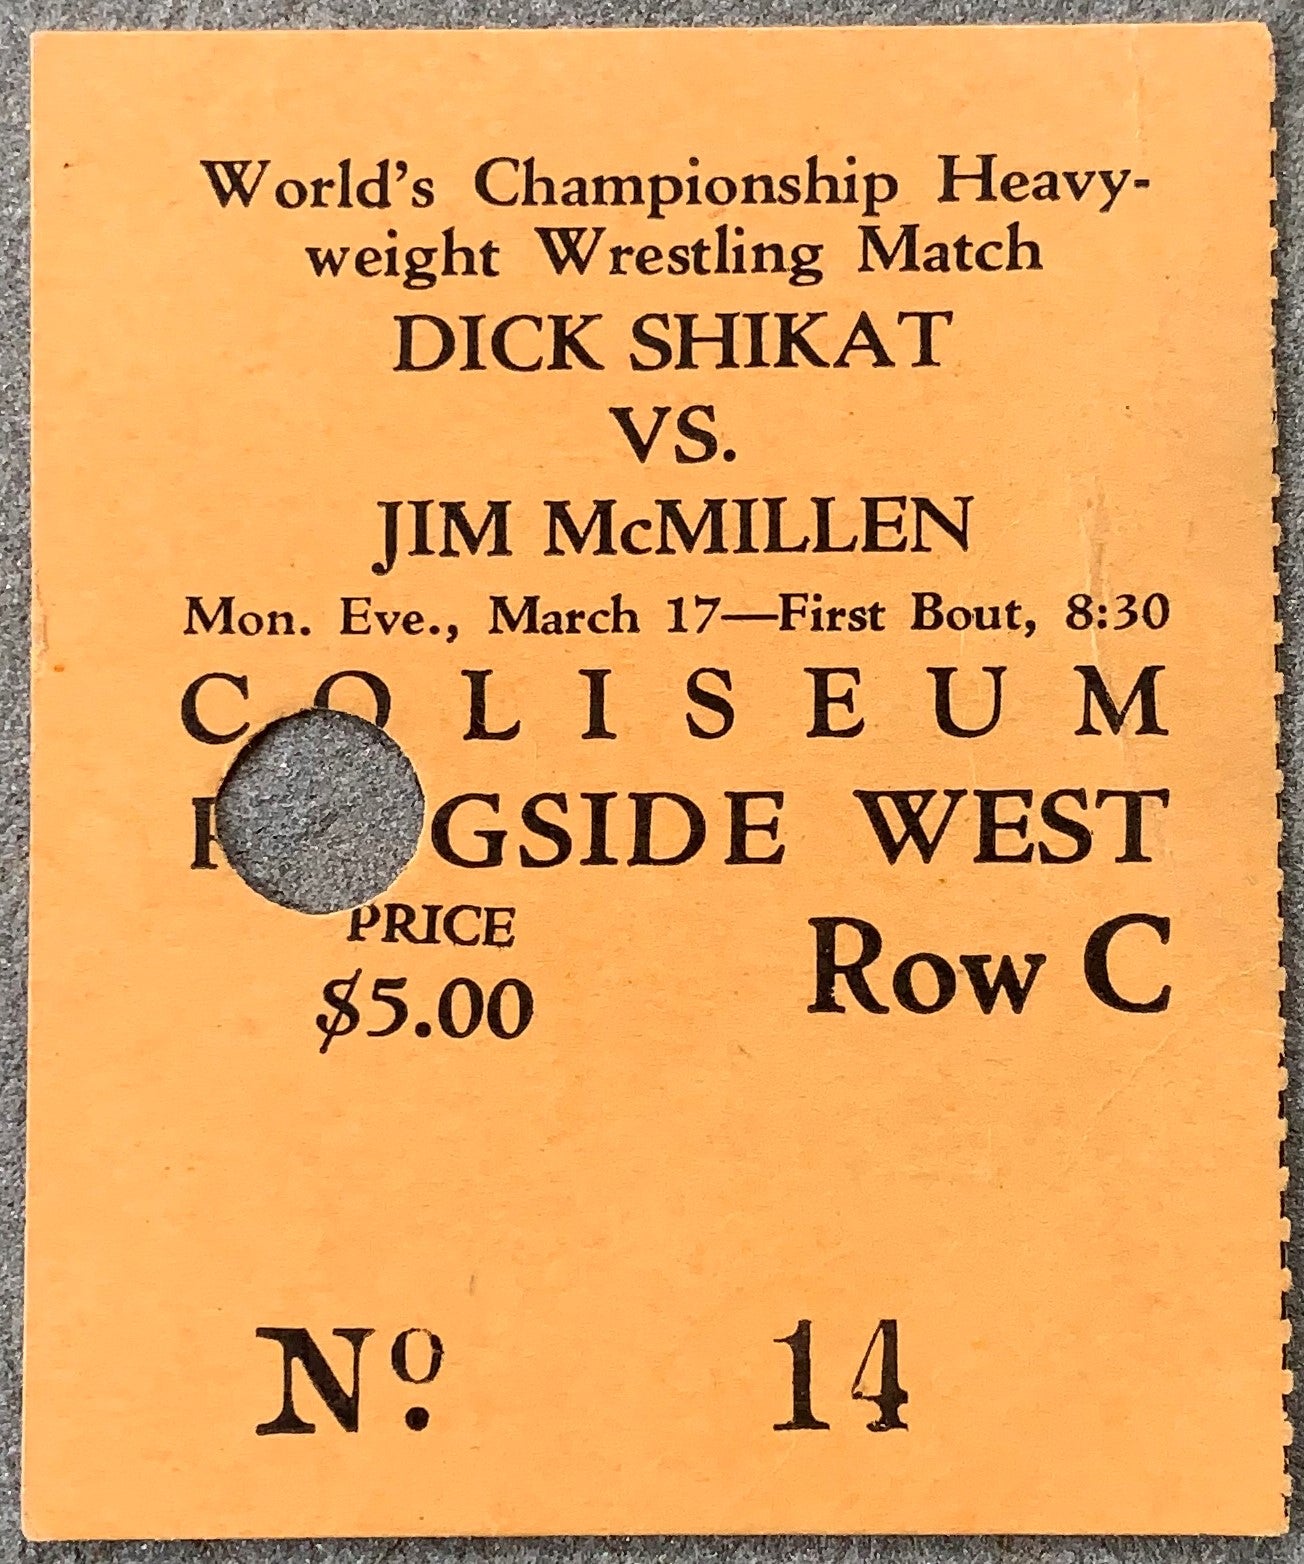 World's Championship Heavy-
weight Wrestling Match
DICK SHIKAT
VS.
JIM McMILLEN
Mon. Eve., March 17—First Bout, 8:30
COLISEUM
WEST
PRICE
$5.00
Row C
No. 14